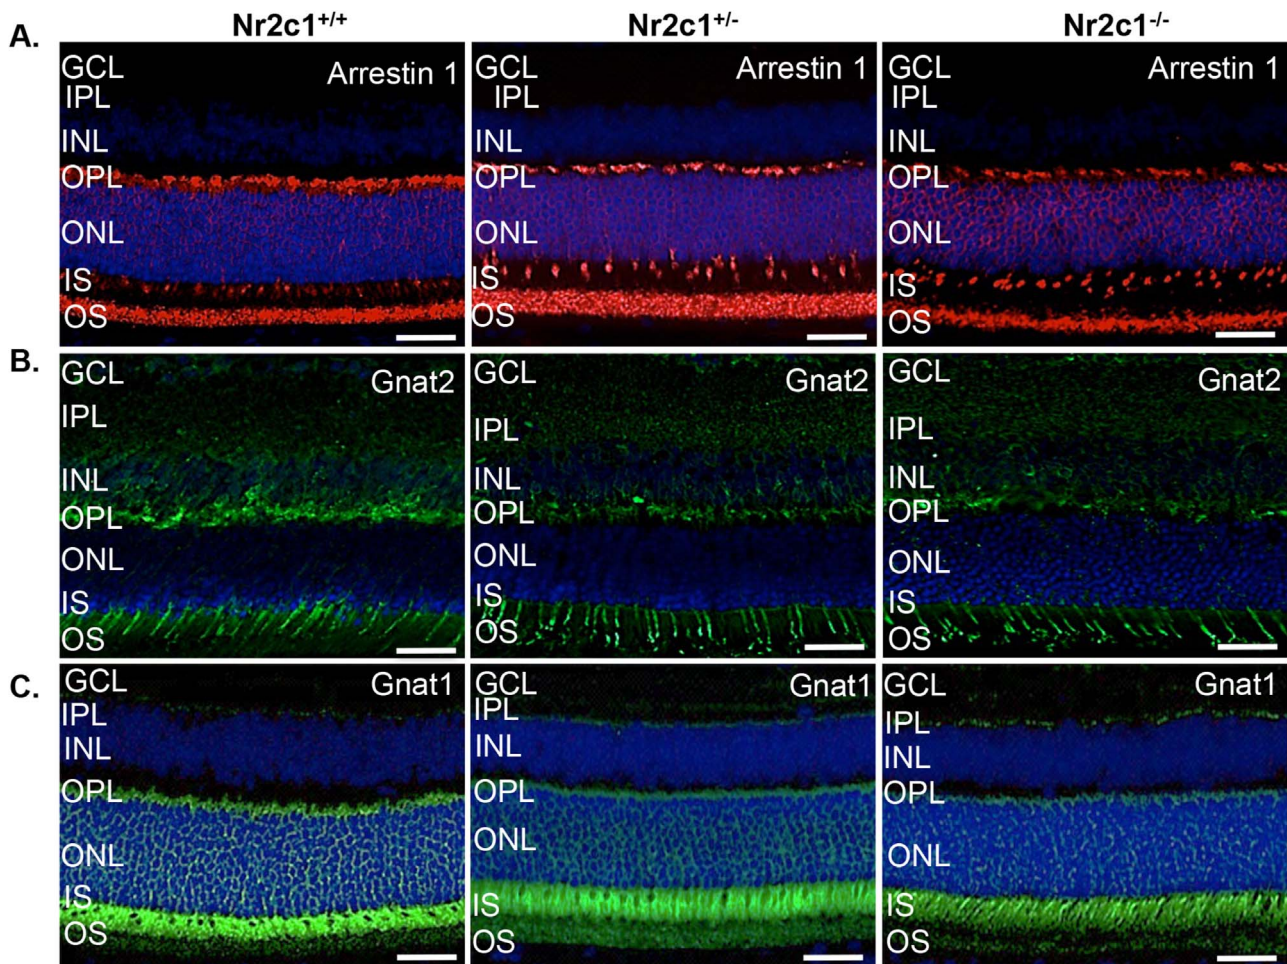 Nr2c1+/+ Nr2c1+/- Nr2c1-/-
A.
GCL Arrestin 1
IPL
INL
OPL
ONL
IS
OS
GCL Arrestin 1
IPL
INL
OPL
ONL
IS
OS
GCL Arrestin 1
IPL
INL
OPL
ONL
IS
OS
B.
GCL Gnat2
IPL
INL
OPL
ONL
IS
OS
GCL Gnat2
IPL
INL
OPL
ONL
IS
OS
GCL Gnat2
IPL
INL
OPL
ONL
IS
OS
C.
GCL Gnat1
IPL
INL
OPL
ONL
IS
OS
GCL Gnat1
IPL
INL
OPL
ONL
IS
OS
GCL Gnat1
IPL
INL
OPL
ONL
IS
OS